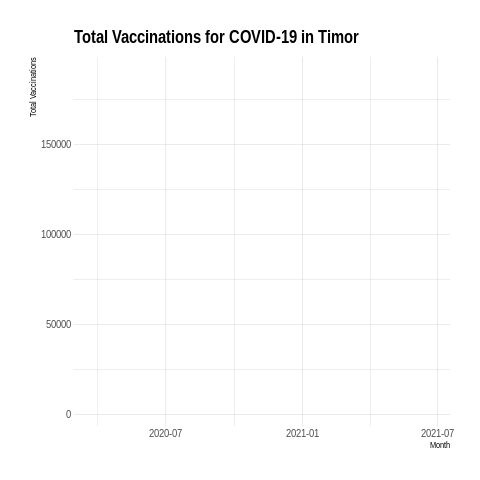 Total Vaccinations for COVID-19 in Timor
Total Vaccinations
150000
100000
50000
0
2020-07 2021-01 2021-07
Month